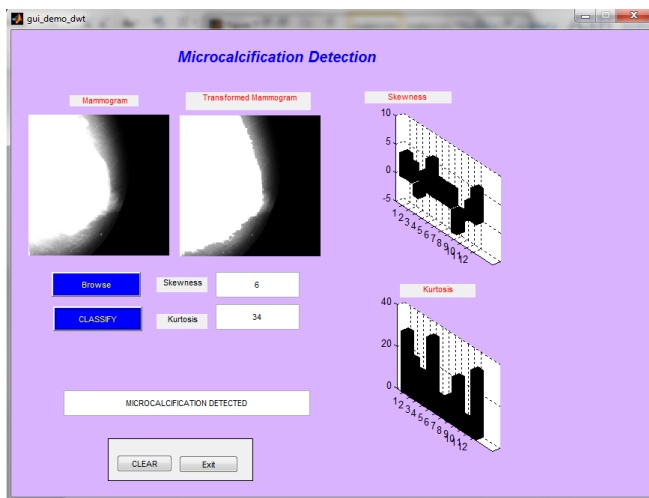 gui_demo_dwt
Microcalcification Detection
Mammogram
Transformed Mammogram
Skewness
10
5
0
-5
1 2 3 4 5 6 7 8 9 10 11 12
Browse
Skewness
6
CLASSIFY
Kurtosis
34
Kurtosis
40
20
0
1 2 3 4 5 6 7 8 9 10 11 12
MICROCALCIFICATION DETECTED
CLEAR
Exit